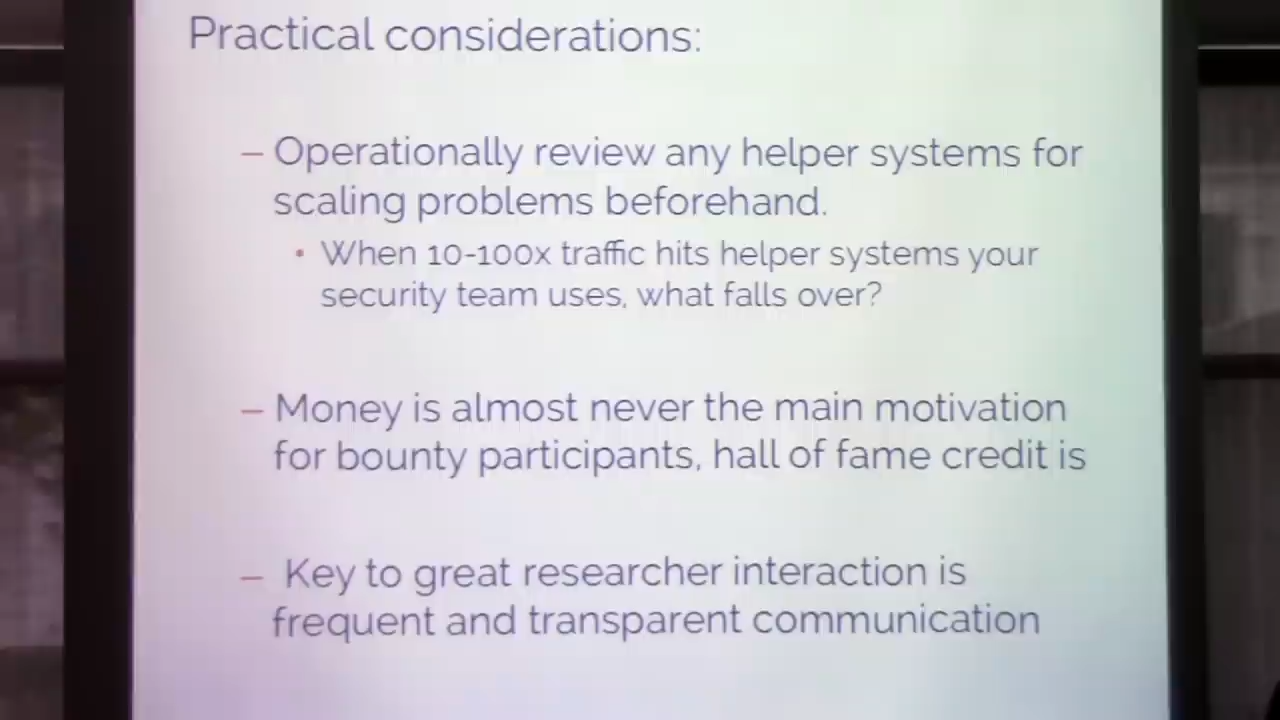 Practical considerations:
– Operationally review any helper systems for
scaling problems beforehand.
• When 10-100x traffic hits helper systems your
security team uses, what falls over?
– Money is almost never the main motivation
for bounty participants, hall of fame credit is
– Key to great researcher interaction is
frequent and transparent communication